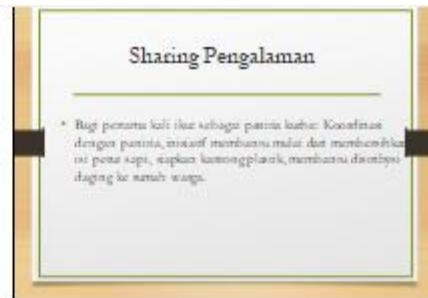 Sharing Pengalaman
• Bagi pertama kali ikut sebagai panitia kurban: Koordinasi
dengan panitia, inisiatif membantu mulai dari membersihka
isi perut sapi, siapkan kantong plastik, membantu distribusi
daging ke rumah warga.